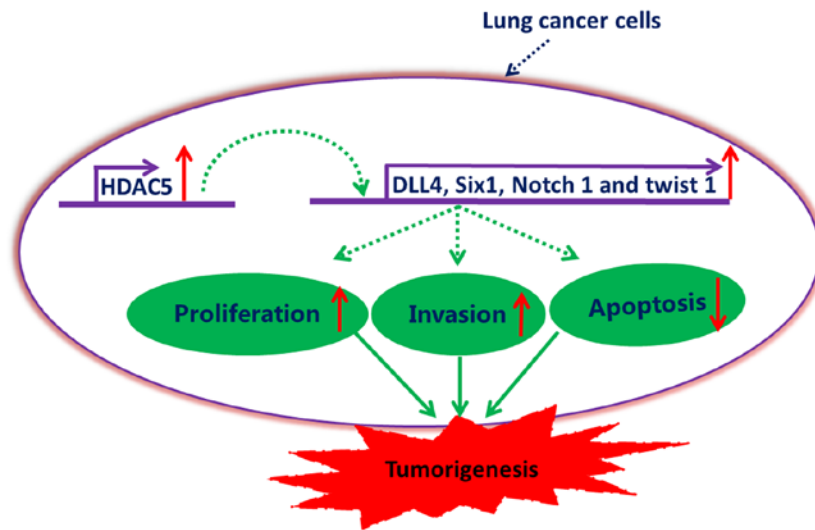 Lung cancer cells
HDAC5
DLL4, Six1, Notch 1 and twist 1
Proliferation
Invasion
Apoptosis
Tumorigenesis